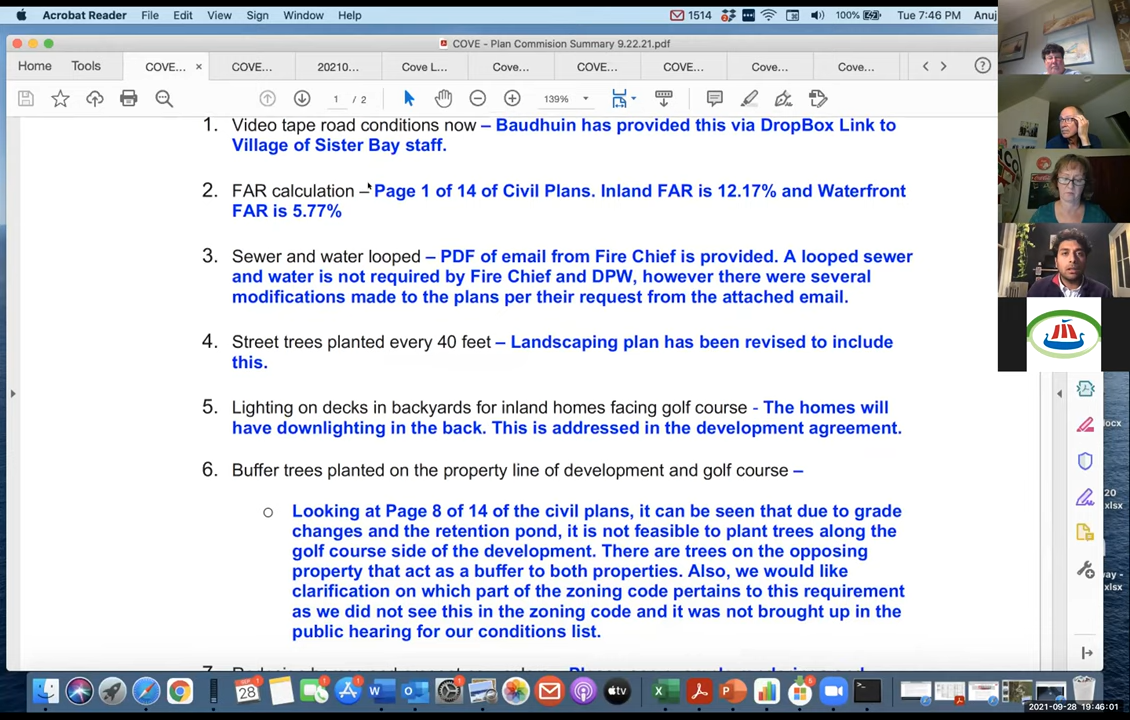 Acrobat Reader File Edit View Sign Window Help 1514 100% Tue 7:46 PM Anuj
COVE - Plan Commision Summary 9.22.21.pdf
Home Tools COVE... × COVE... 20210... Cove L... Cove... COVE... COVE... Cove... Cove...
1 / 2 139%
1. Video tape road conditions now – Baudhuin has provided this via DropBox Link to
Village of Sister Bay staff.
2. FAR calculation – Page 1 of 14 of Civil Plans. Inland FAR is 12.17% and Waterfront
FAR is 5.77%
3. Sewer and water looped – PDF of email from Fire Chief is provided. A looped sewer
and water is not required by Fire Chief and DPW, however there were several
modifications made to the plans per their request from the attached email.
4. Street trees planted every 40 feet – Landscaping plan has been revised to include
this.
5. Lighting on decks in backyards for inland homes facing golf course - The homes will
have downlighting in the back. This is addressed in the development agreement.
6. Buffer trees planted on the property line of development and golf course –
o Looking at Page 8 of 14 of the civil plans, it can be seen that due to grade
changes and the retention pond, it is not feasible to plant trees along the
golf course side of the development. There are trees on the opposing
property that act as a buffer to both properties. Also, we would like
clarification on which part of the zoning code pertains to this requirement
as we did not see this in the zoning code and it was not brought up in the
public hearing for our conditions list.
ocx
20
xlsx
ay -
xlsx
SEP
28
tv
2021-09-28 19:46:01